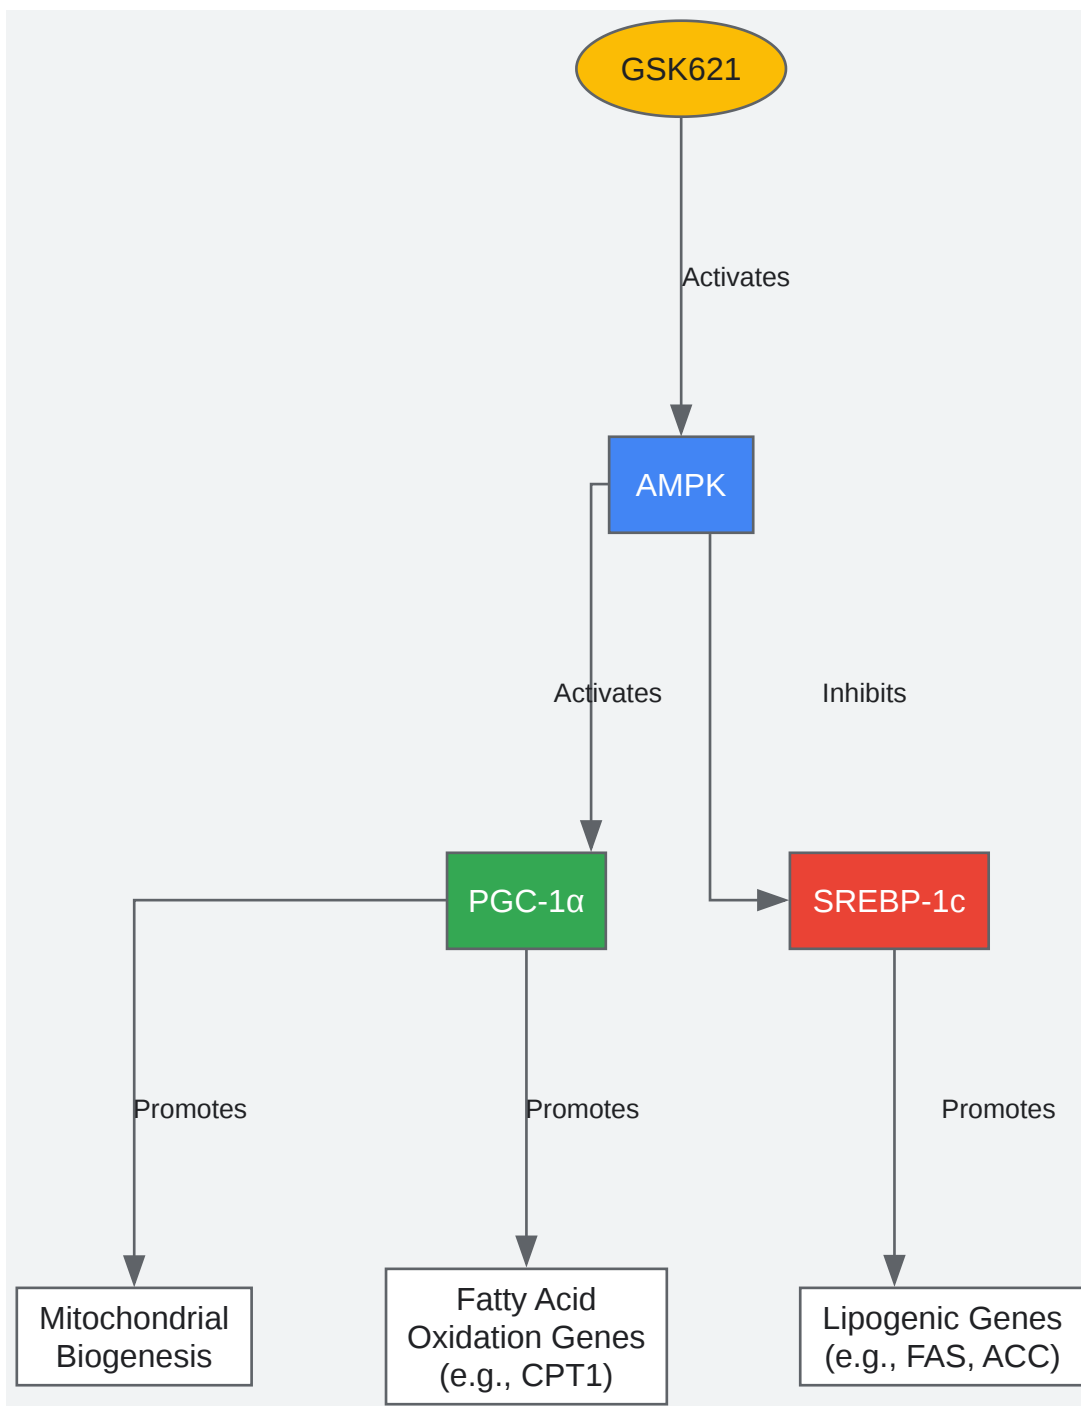 GSK621
Activates
AMPK
Activates
Inhibits
PGC-1α
SREBP-1c
Promotes
Promotes
Promotes
Mitochondrial
Biogenesis
Fatty Acid
Oxidation Genes
(e.g., CPT1)
Lipogenic Genes
(e.g., FAS, ACC)